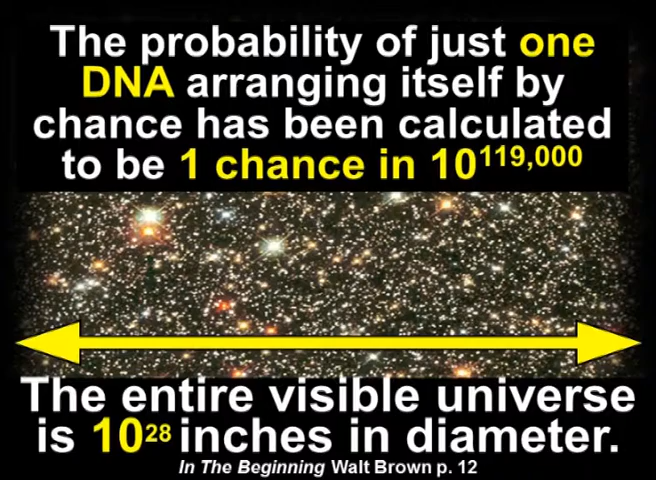 The probability of just one
DNA arranging itself by
chance has been calculated
to be 1 chance in 10¹¹⁹,⁰⁰⁰
The entire visible universe
is 10²⁸ inches in diameter.
In The Beginning Walt Brown p. 12